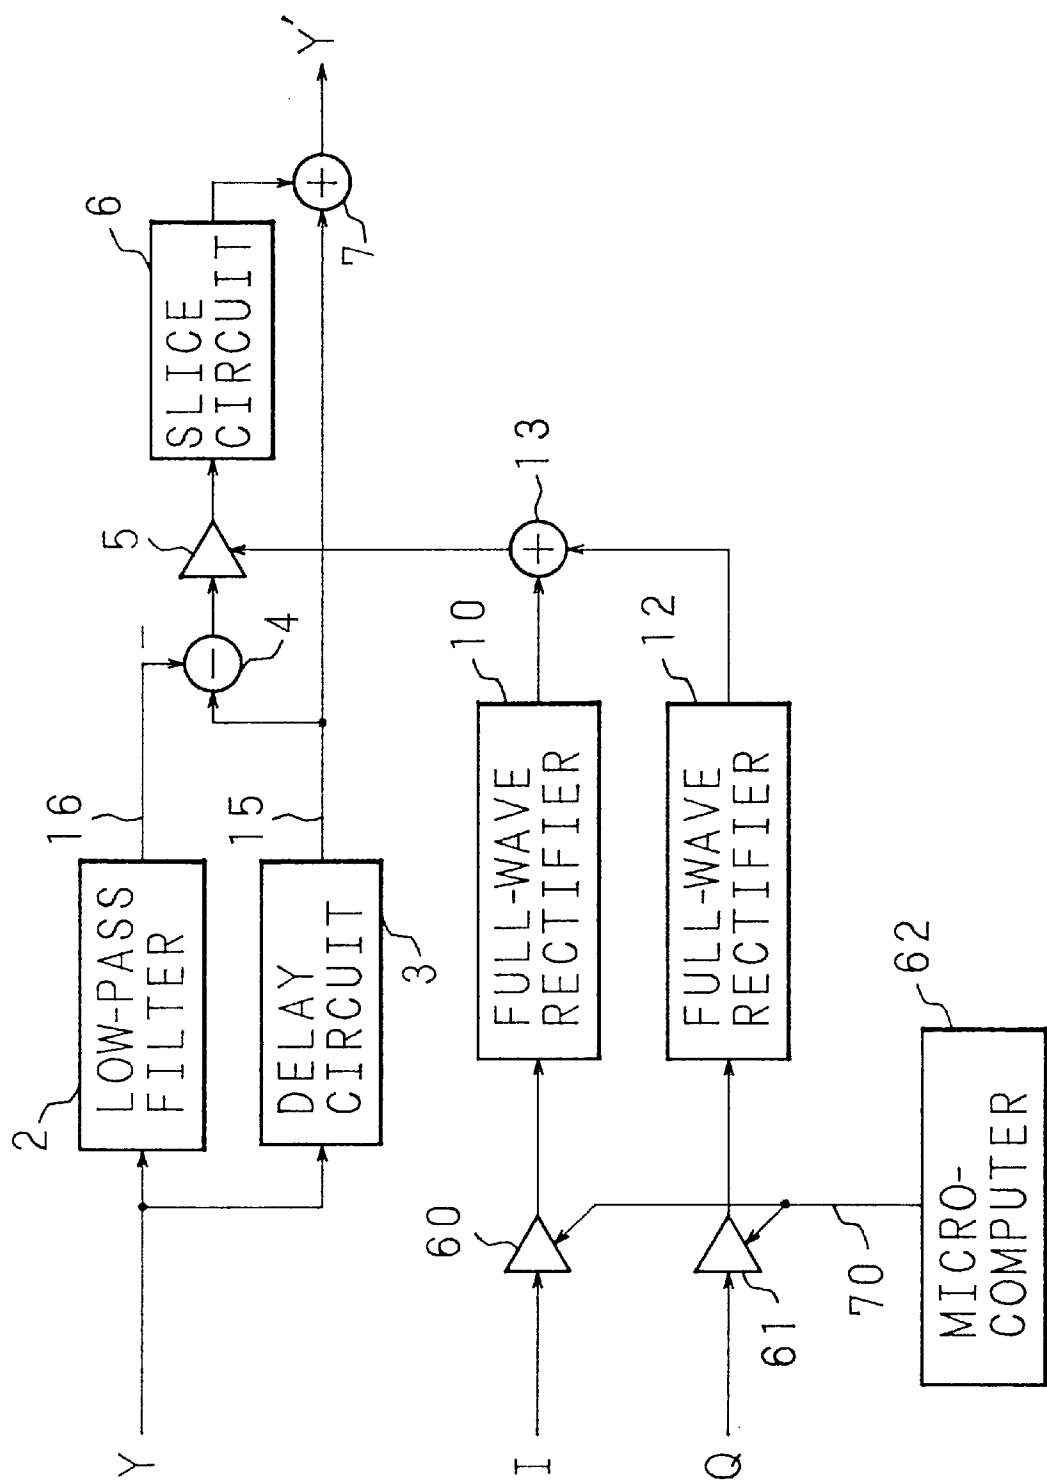 Y
2
LOW-PASS
FILTER
16
4
5
6
SLICE
CIRCUIT
7
Y'
DELAY
CIRCUIT
3
15
I
60
FULL-WAVE
RECTIFIER
10
13
Q
61
FULL-WAVE
RECTIFIER
12
70
MICRO-
COMPUTER
62